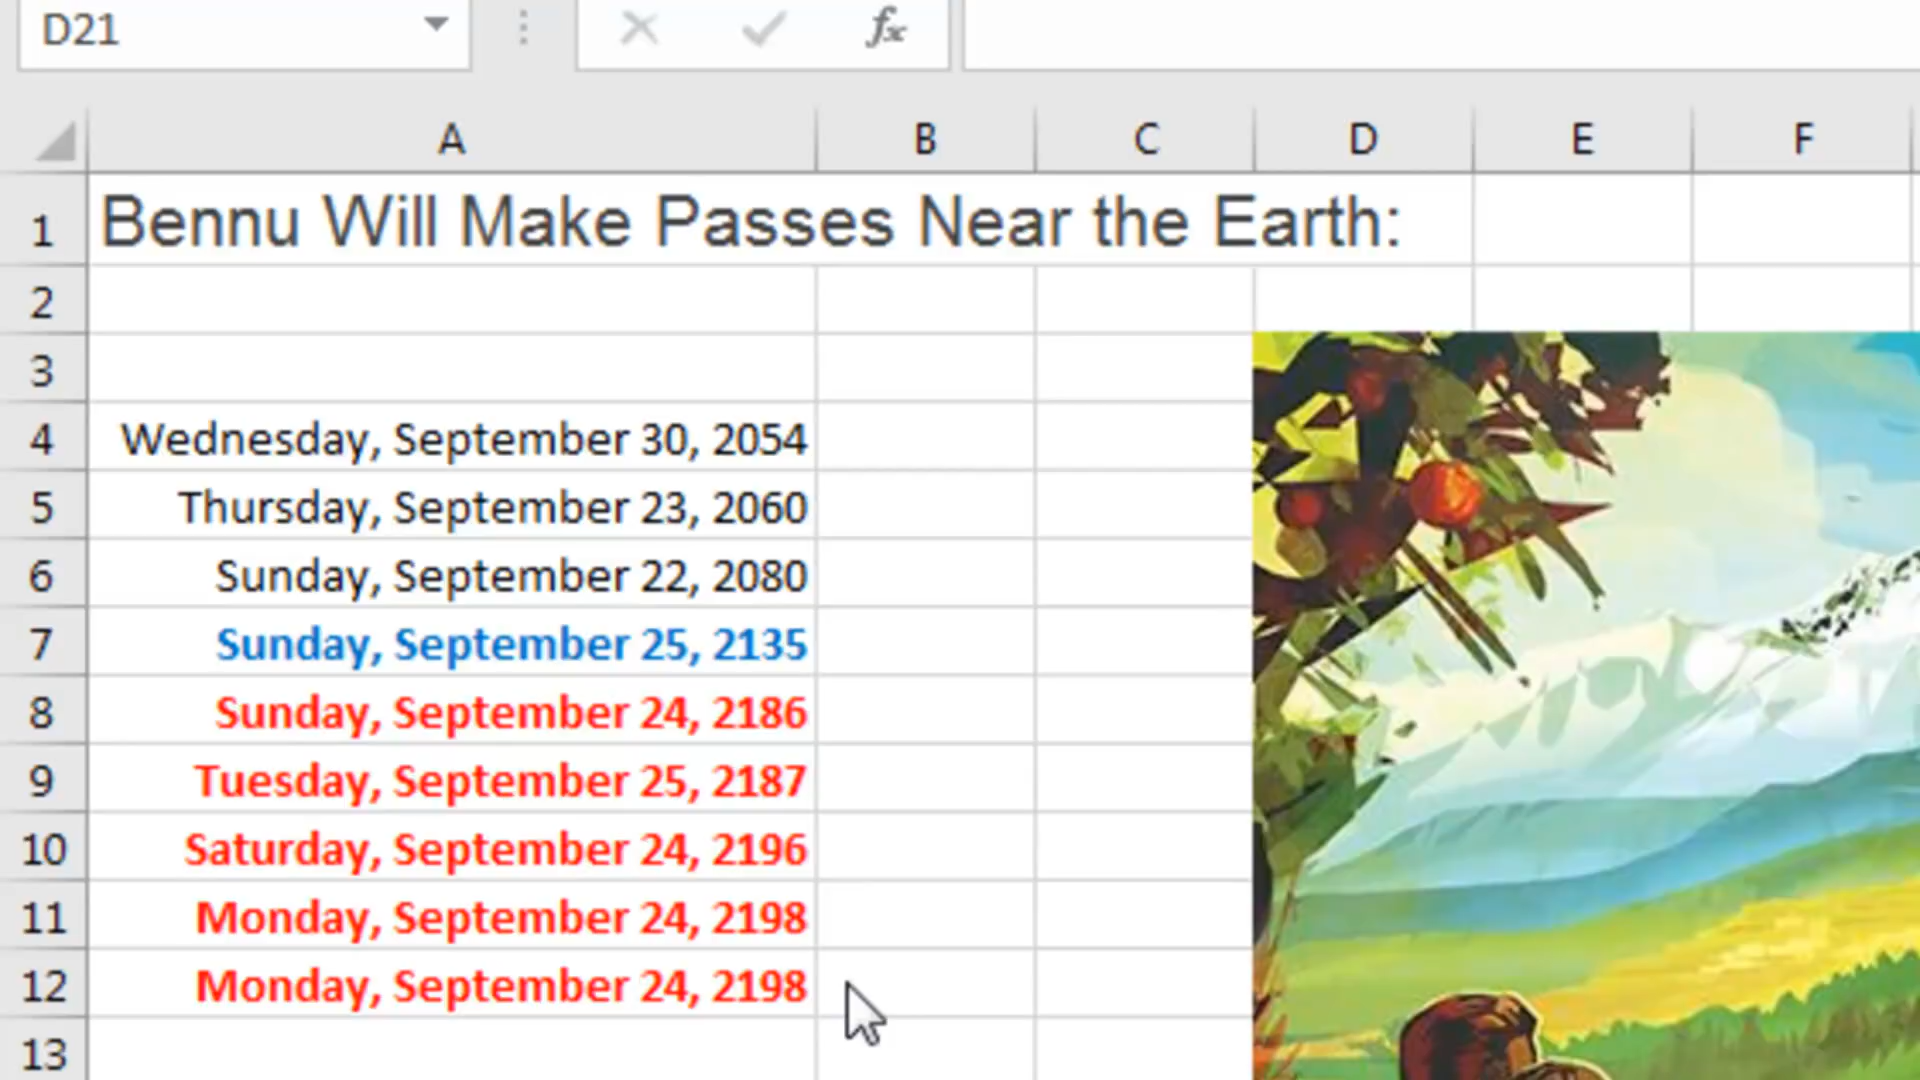 D21
fx
A B C D E F
1 Bennu Will Make Passes Near the Earth:
2
3
4 Wednesday, September 30, 2054
5 Thursday, September 23, 2060
6 Sunday, September 22, 2080
7 Sunday, September 25, 2135
8 Sunday, September 24, 2186
9 Tuesday, September 25, 2187
10 Saturday, September 24, 2196
11 Monday, September 24, 2198
12 Monday, September 24, 2198
13